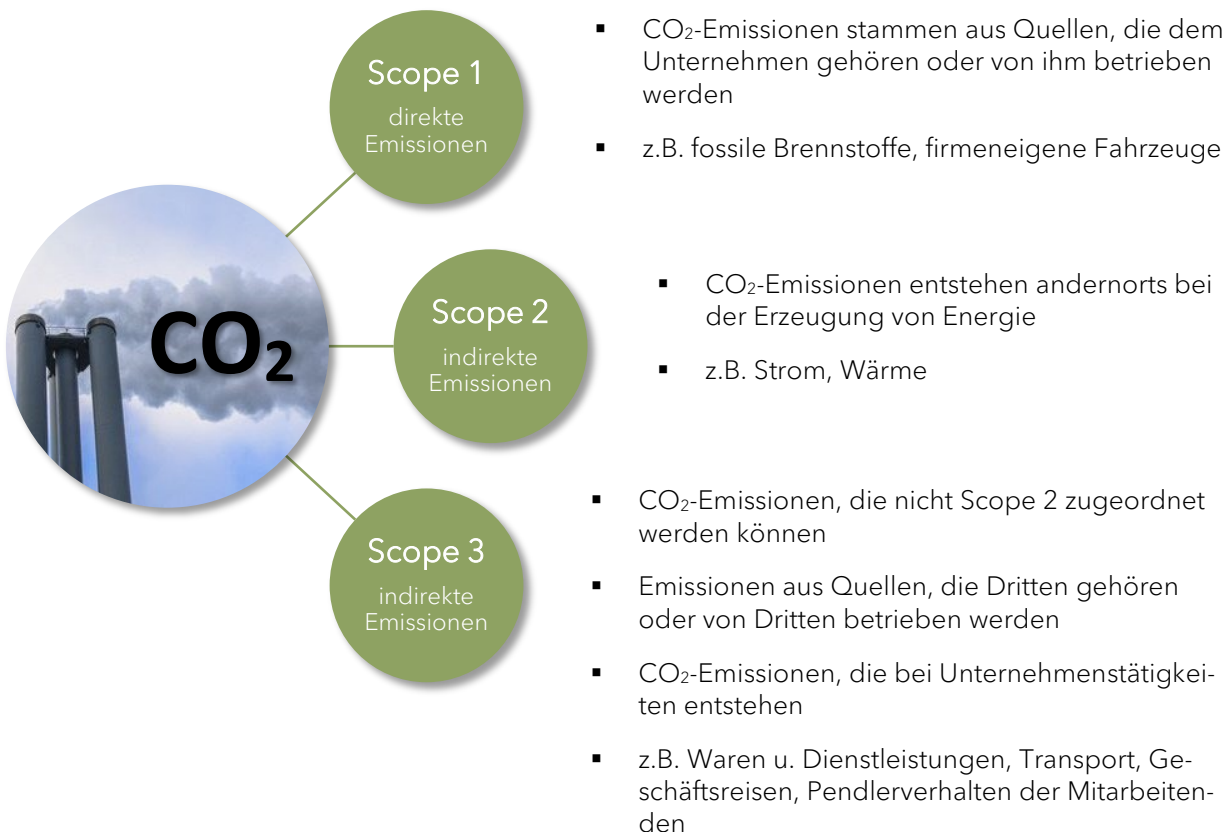 Scope 1
direkte
Emissionen
▪ CO₂-Emissionen stammen aus Quellen, die dem
Unternehmen gehören oder von ihm betrieben
werden
▪ z.B. fossile Brennstoffe, firmeneigene Fahrzeuge
CO₂
Scope 2
indirekte
Emissionen
▪ CO₂-Emissionen entstehen andernorts bei
der Erzeugung von Energie
▪ z.B. Strom, Wärme
Scope 3
indirekte
Emissionen
▪ CO₂-Emissionen, die nicht Scope 2 zugeordnet
werden können
▪ Emissionen aus Quellen, die Dritten gehören
oder von Dritten betrieben werden
▪ CO₂-Emissionen, die bei Unternehmenstätigkei-
ten entstehen
▪ z.B. Waren u. Dienstleistungen, Transport, Ge-
schäftsreisen, Pendlerverhalten der Mitarbeiten-
den